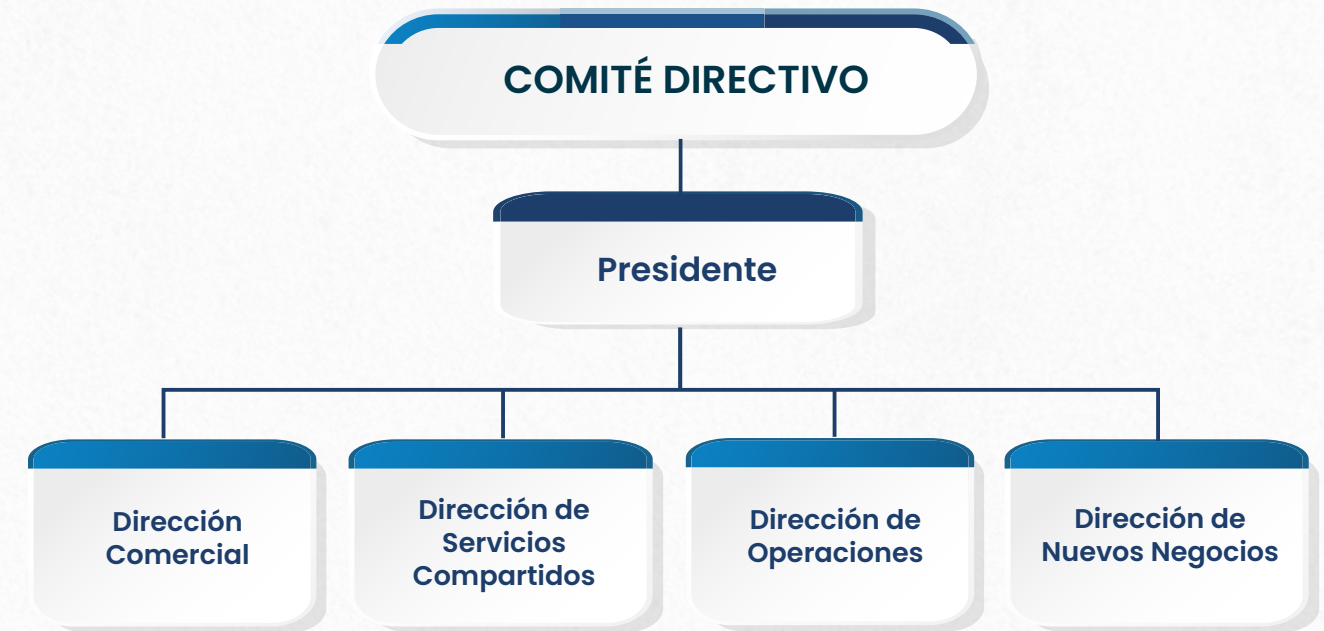 COMITÉ DIRECTIVO
Presidente
Dirección
Comercial
Dirección de
Servicios
Compartidos
Dirección de
Operaciones
Dirección de
Nuevos Negocios